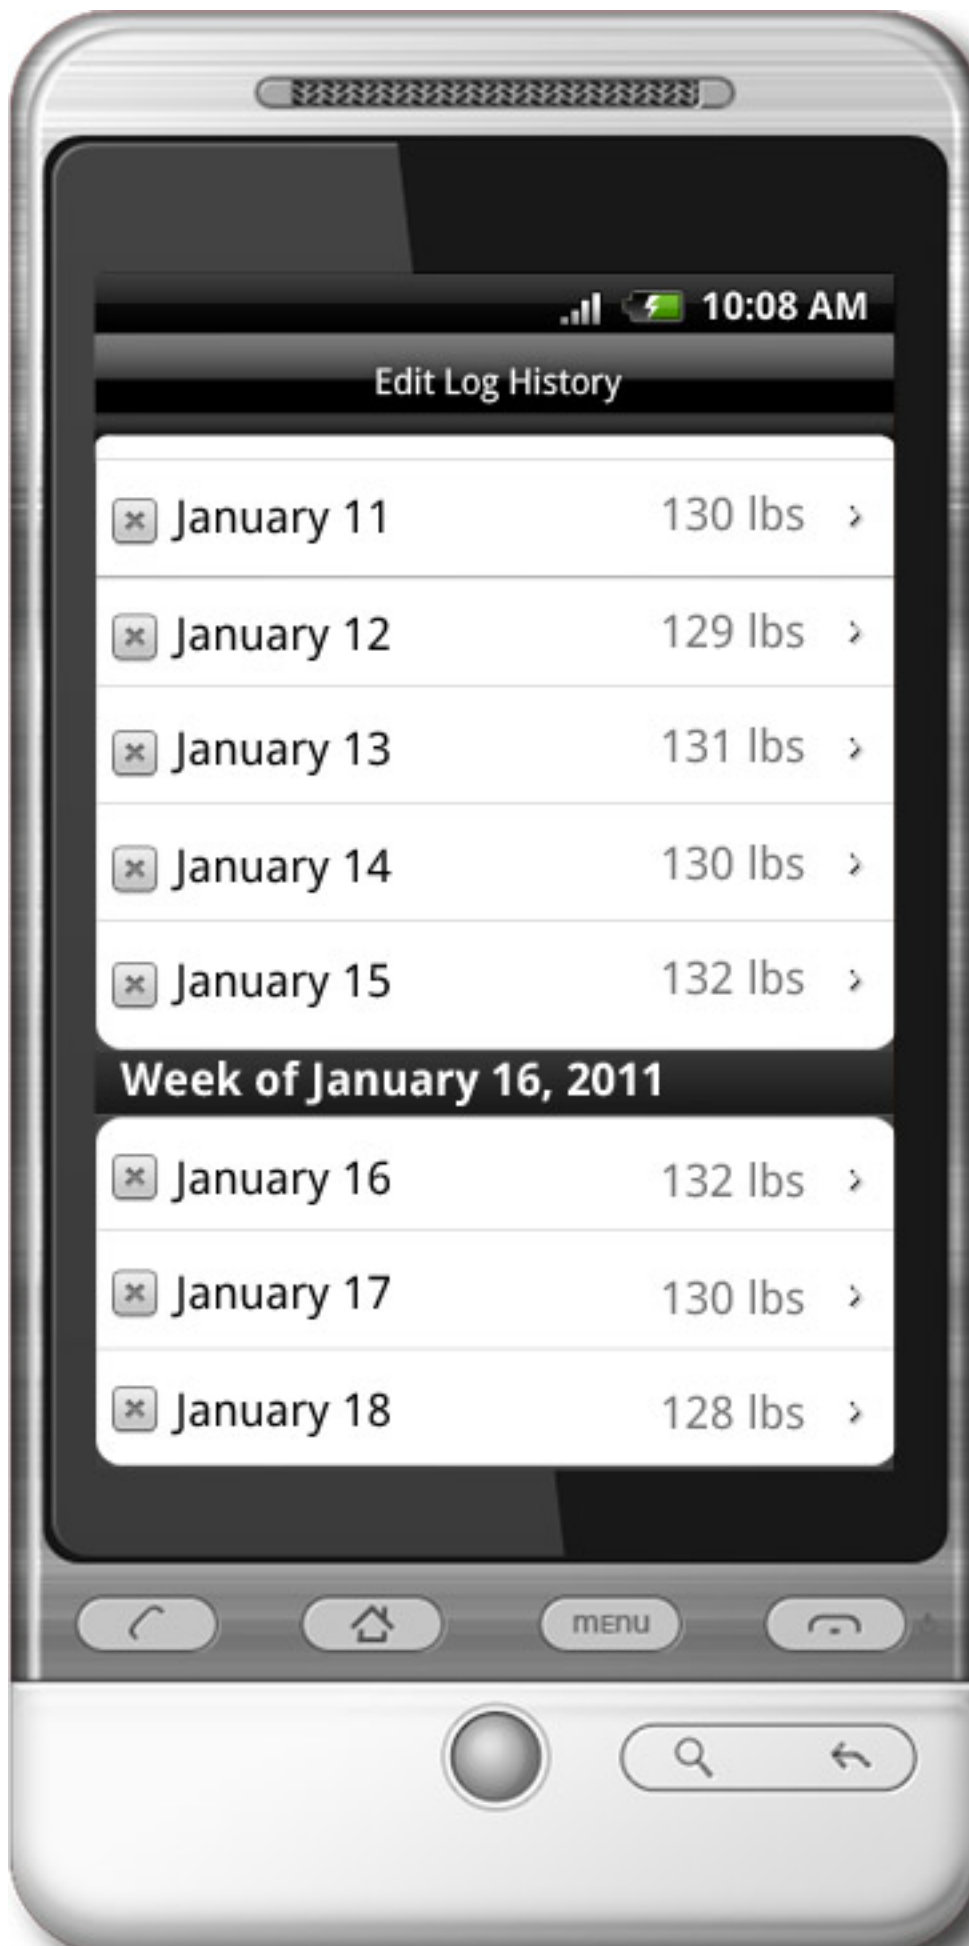 10:08 AM
Edit Log History
January 11 130 lbs
January 12 129 lbs
January 13 131 lbs
January 14 130 lbs
January 15 132 lbs
Week of January 16, 2011
January 16 132 lbs
January 17 130 lbs
January 18 128 lbs
MENU